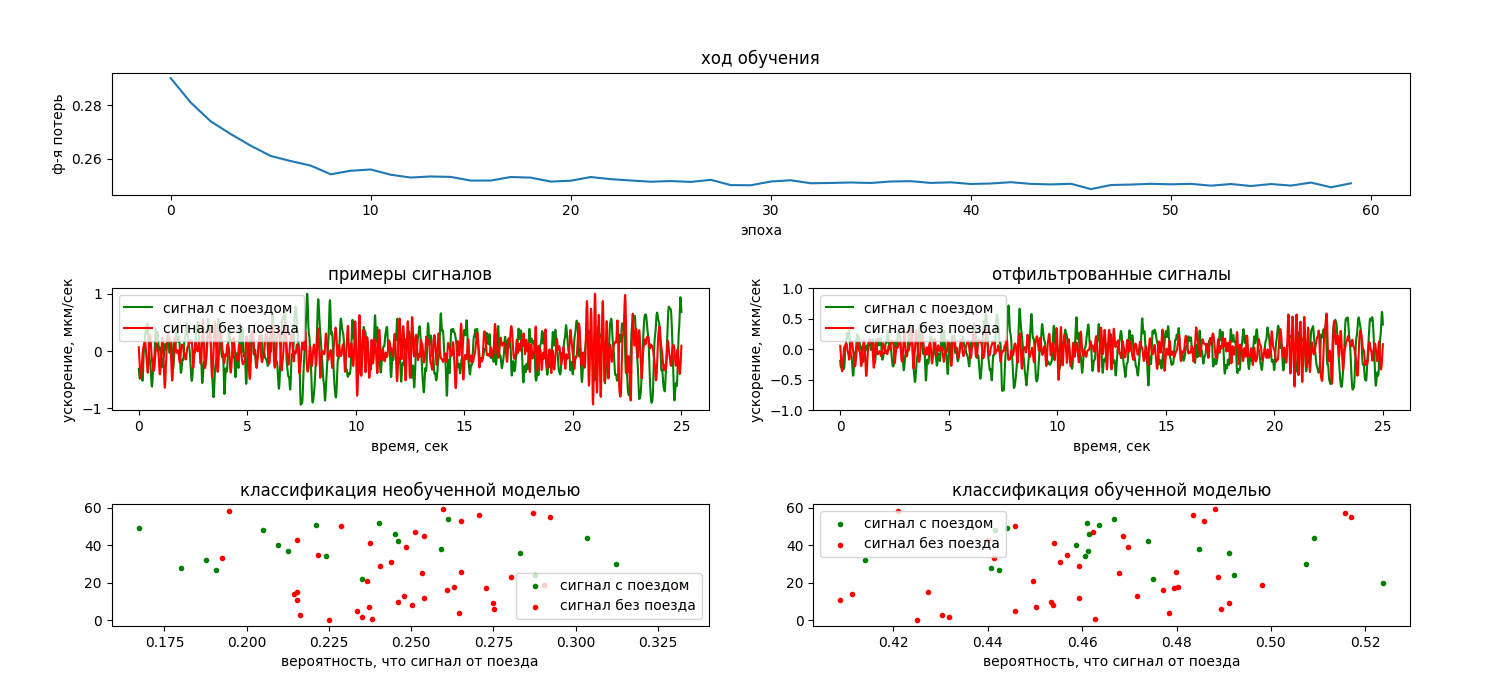 ход обучения
ф-я потерь
0.28
0.26
0 10 20 30 40 50 60
эпоха
примеры сигналов
ускорение, мкм/сек
1
0
−1
сигнал с поездом
сигнал без поезда
0 5 10 15 20 25
время, сек
отфильтрованные сигналы
ускорение, мкм/сек
1.0
0.5
0.0
−0.5
−1.0
сигнал с поездом
сигнал без поезда
0 5 10 15 20 25
время, сек
классификация необученной моделью
60
40
20
0
сигнал с поездом
сигнал без поезда
0.175 0.200 0.225 0.250 0.275 0.300 0.325
вероятность, что сигнал от поезда
классификация обученной моделью
60
40
20
0
сигнал с поездом
сигнал без поезда
0.42 0.44 0.46 0.48 0.50 0.52
вероятность, что сигнал от поезда